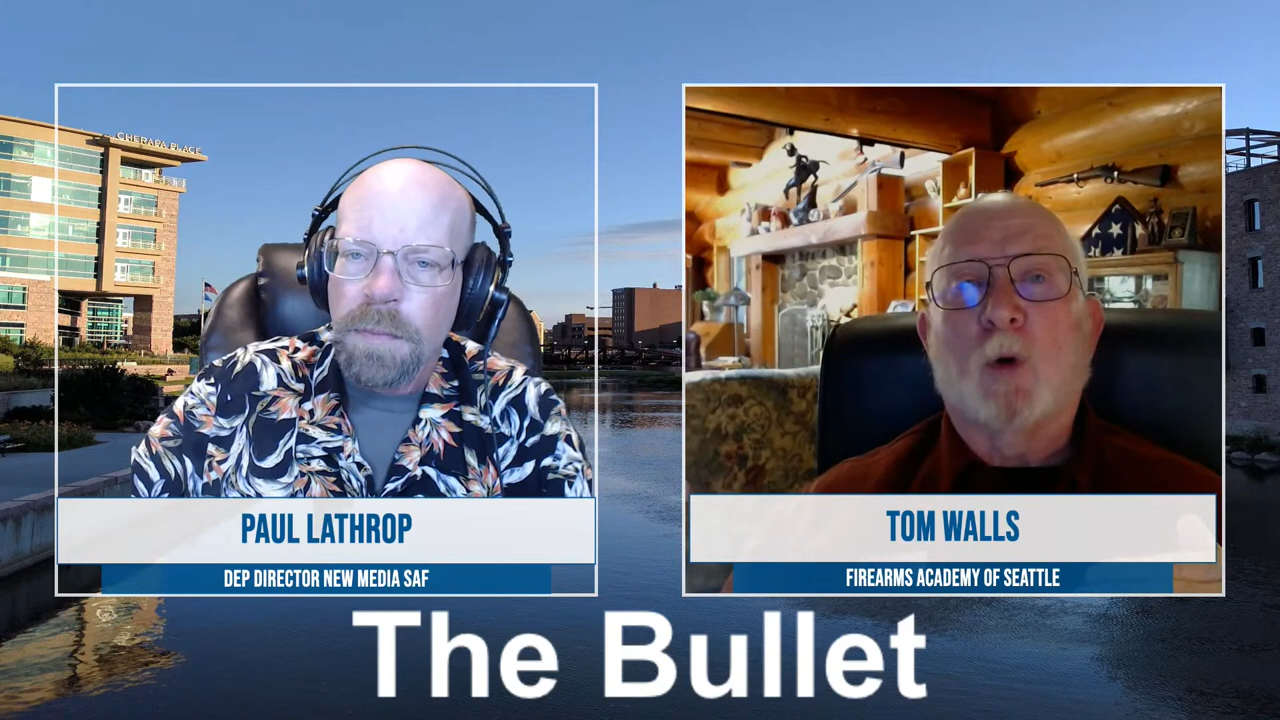 CHERAPA PLACE
PAUL LATHROP
DEP DIRECTOR NEW MEDIA SAF
TOM WALLS
FIREARMS ACADEMY OF SEATTLE
The Bullet